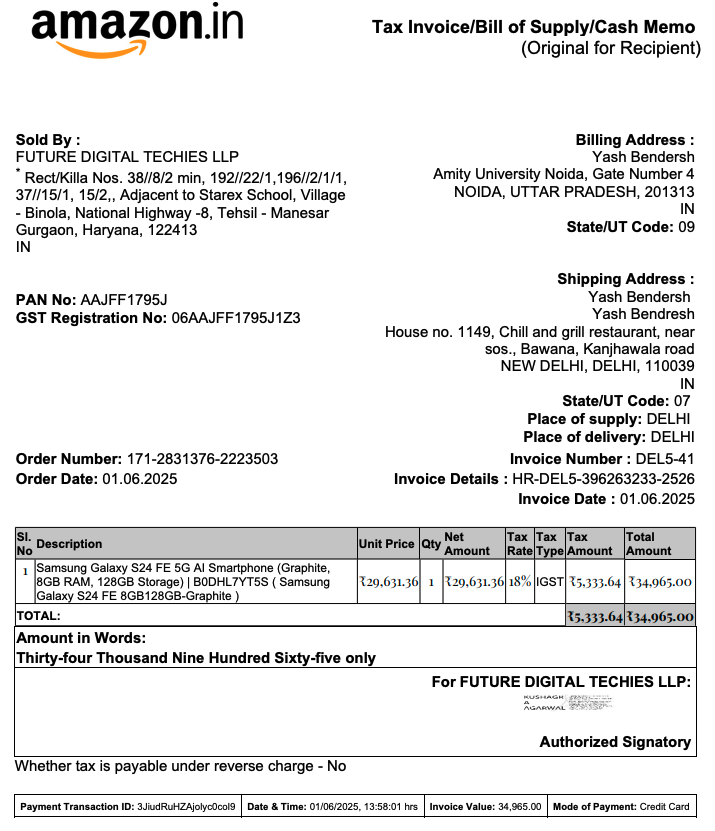 amazon.in
Tax Invoice/Bill of Supply/Cash Memo
(Original for Recipient)
Sold By :
FUTURE DIGITAL TECHIES LLP
* Rect/Killa Nos. 38//8/2 min, 192//22/1,196//2/1/1,
37//15/1, 15/2,, Adjacent to Starex School, Village
- Binola, National Highway -8, Tehsil - Manesar
Gurgaon, Haryana, 122413
IN
Billing Address :
Yash Bendersh
Amity University Noida, Gate Number 4
NOIDA, UTTAR PRADESH, 201313
IN
State/UT Code: 09
PAN No: AAJFF1795J
GST Registration No: 06AAJFF1795J1Z3
Shipping Address :
Yash Bendersh
Yash Bendresh
House no. 1149, Chill and grill restaurant, near
sos., Bawana, Kanjhawala road
NEW DELHI, DELHI, 110039
IN
State/UT Code: 07
Place of supply: DELHI
Place of delivery: DELHI
Order Number: 171-2831376-2223503
Order Date: 01.06.2025
Invoice Number : DEL5-41
Invoice Details : HR-DEL5-396263233-2526
Invoice Date : 01.06.2025
Sl. No Description Unit Price Qty Net Amount Tax Rate Tax Type Tax Amount Total Amount
1 Samsung Galaxy S24 FE 5G AI Smartphone (Graphite,
8GB RAM, 128GB Storage) | B0DHL7YT5S ( Samsung
Galaxy S24 FE 8GB128GB-Graphite ) ₹29,631.36 1 ₹29,631.36 18% IGST ₹5,333.64 ₹34,965.00
TOTAL: ₹5,333.64 ₹34,965.00
Amount in Words:
Thirty-four Thousand Nine Hundred Sixty-five only
For FUTURE DIGITAL TECHIES LLP:
KUSHAGR
A
AGARWAL
Authorized Signatory
Whether tax is payable under reverse charge - No
Payment Transaction ID: 3JiudRuHZAjolyc0col9 Date & Time: 01/06/2025, 13:58:01 hrs Invoice Value: 34,965.00 Mode of Payment: Credit Card